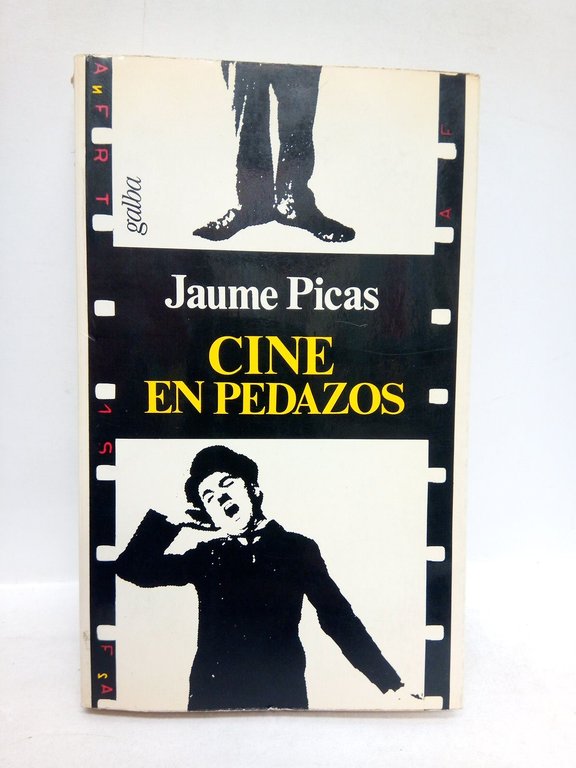 galba
Jaume Picas
CINE
EN PEDAZOS